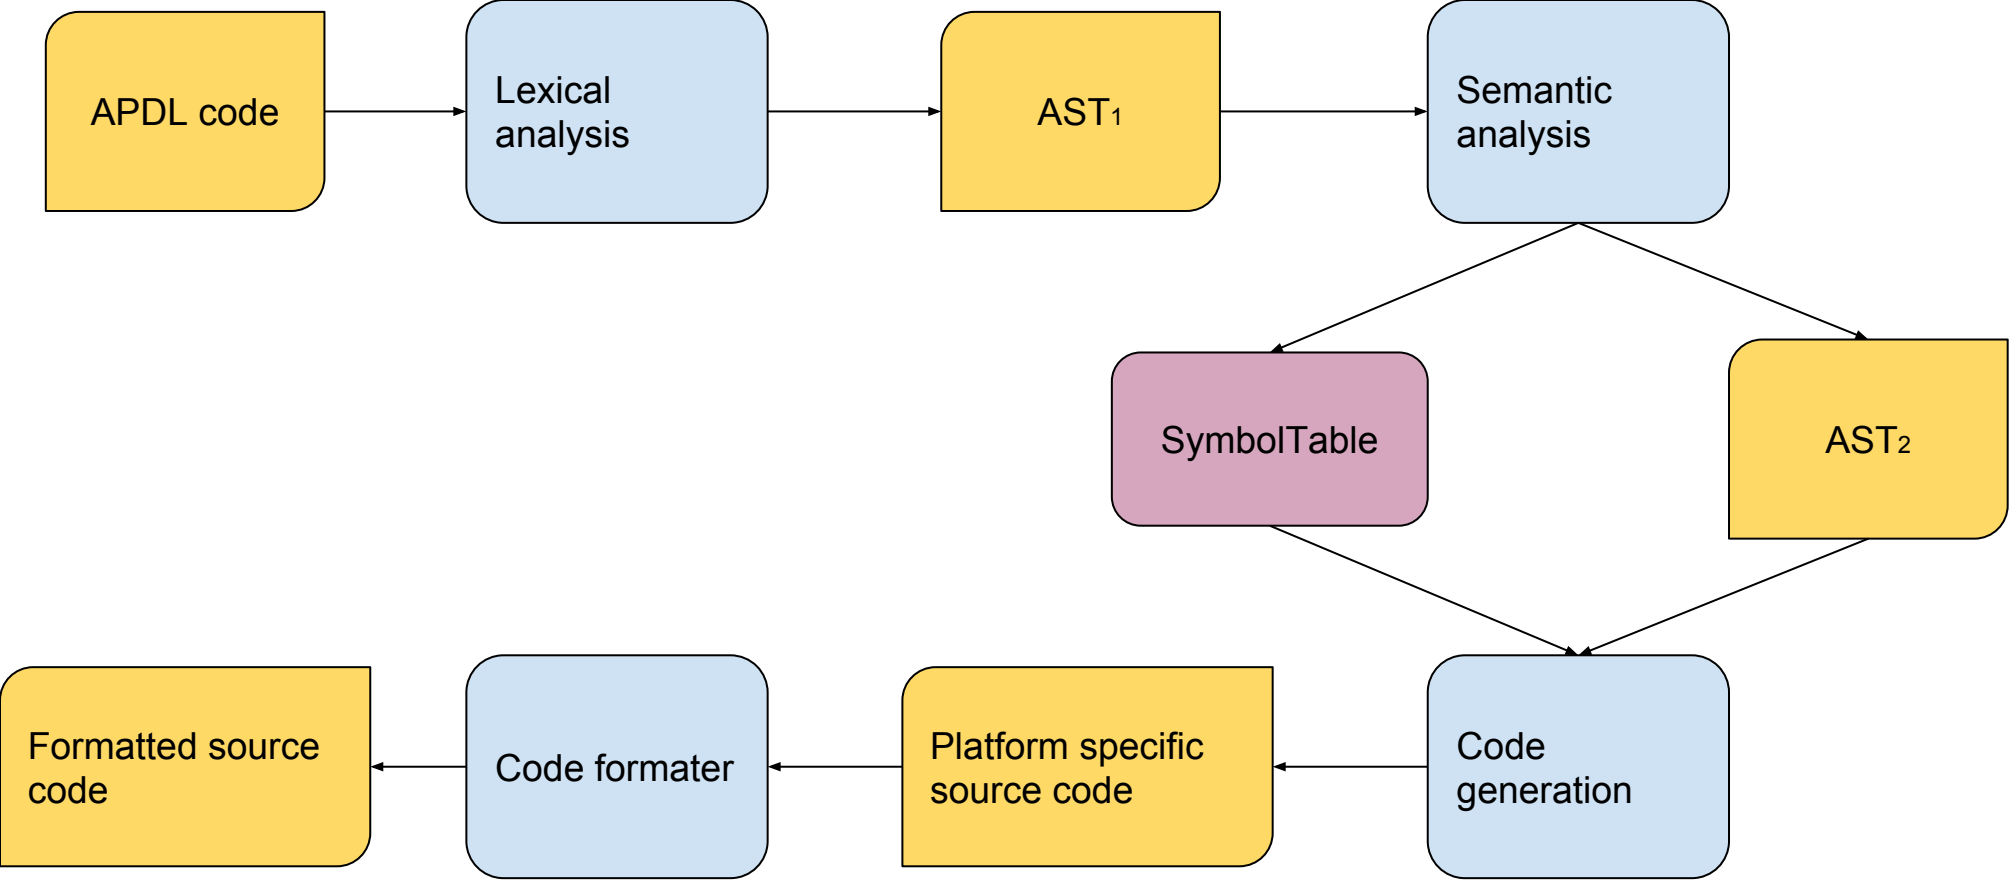 APDL code
Lexical
analysis
AST₁
Semantic
analysis
SymbolTable
AST₂
Formatted source
code
Code formater
Platform specific
source code
Code
generation